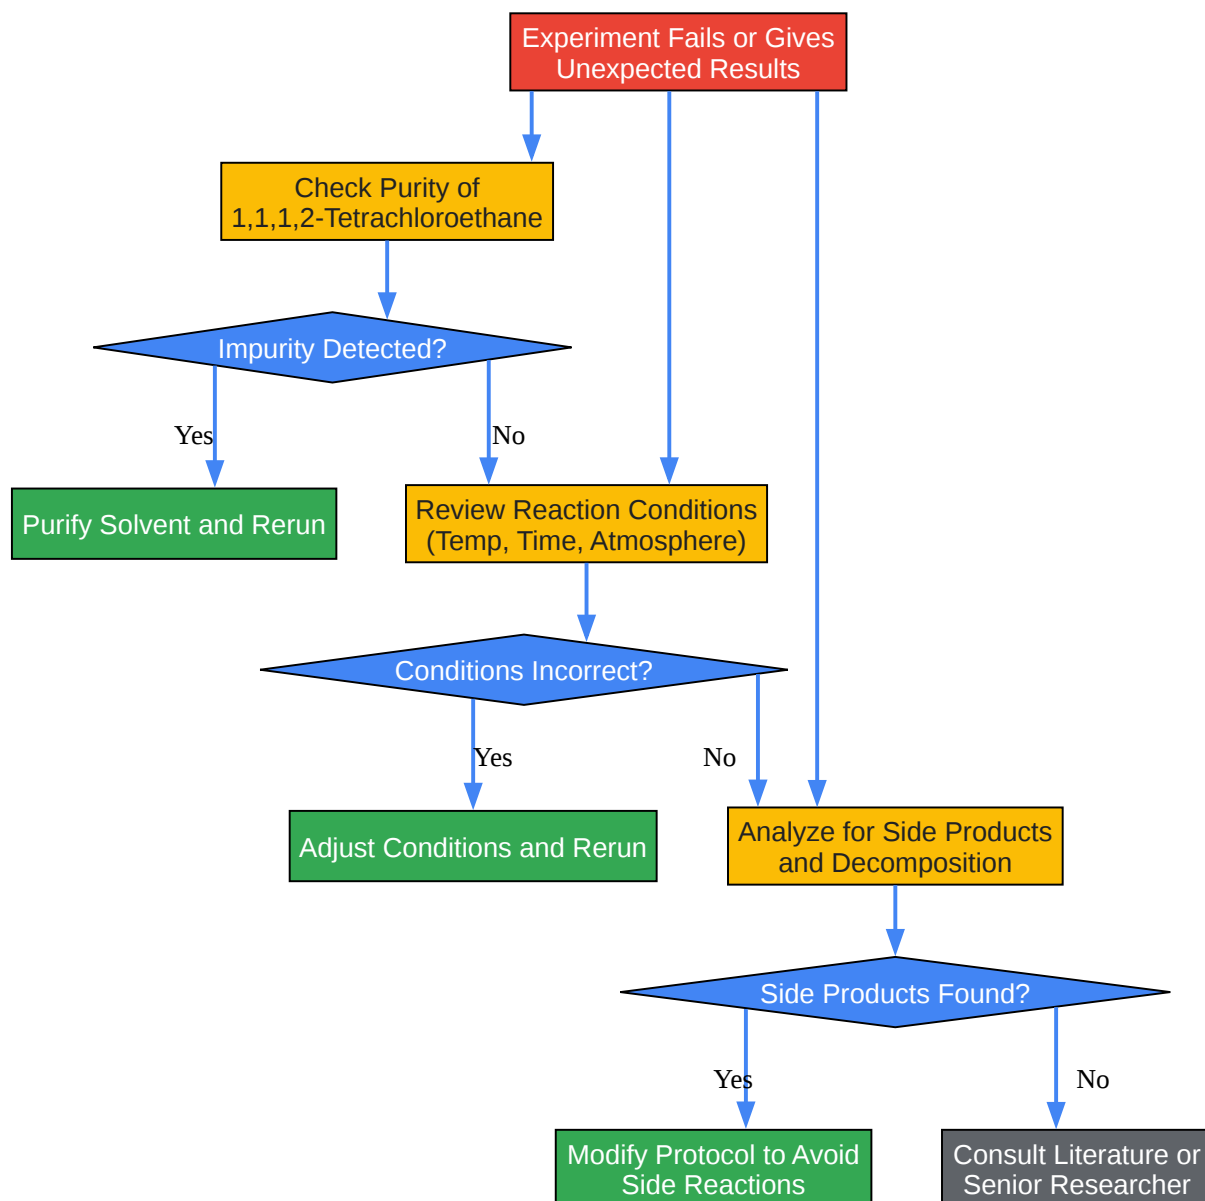 Experiment Fails or Gives
Unexpected Results
Check Purity of
1,1,1,2-Tetrachloroethane
Impurity Detected?
Yes
No
Purify Solvent and Rerun
Review Reaction Conditions
(Temp, Time, Atmosphere)
Conditions Incorrect?
Yes
No
Adjust Conditions and Rerun
Analyze for Side Products
and Decomposition
Side Products Found?
Yes
No
Modify Protocol to Avoid
Side Reactions
Consult Literature or
Senior Researcher